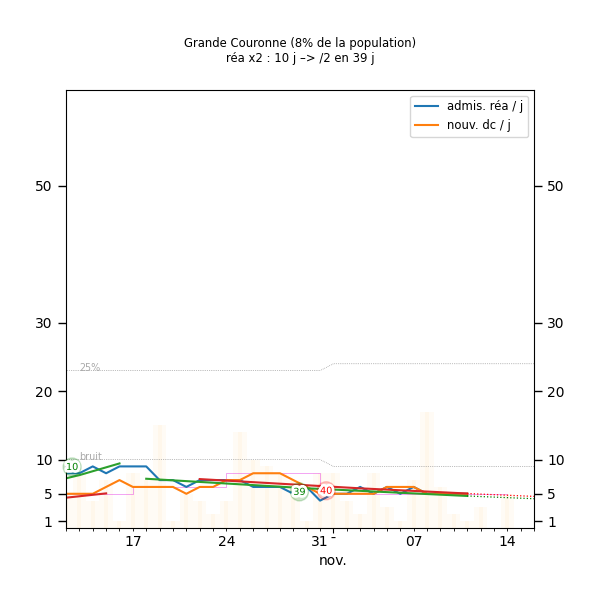 Grande Couronne (8% de la population)
réa x2 : 10 j –> /2 en 39 j
admis. réa / j
nouv. dc / j
50 50
30 30
25%
20 20
bruit
10 10
10
39 40
5 5
1 1
17 24 31 07 14
nov.